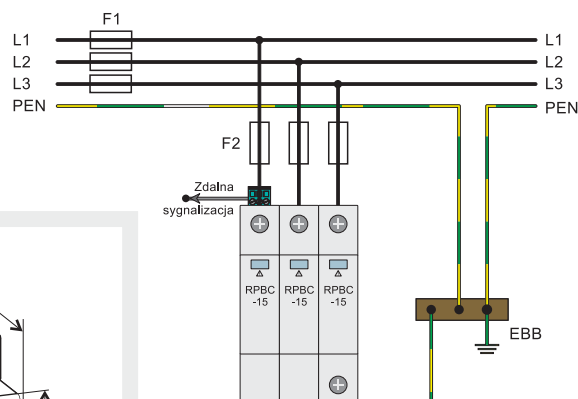 F1
L1 L1
L2 L2
L3 L3
PEN PEN
F2
Zdalna
sygnalizacja
RPBC RPBC RPBC
-15 -15 -15
EBB